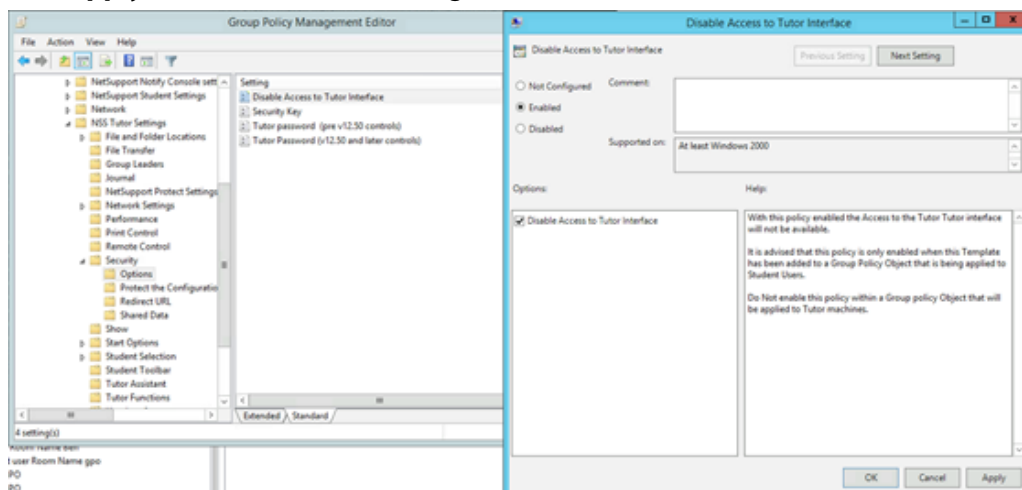 Group Policy Management Editor
File Action View Help
NetSupport Notify Console sett
NetSupport Student Settings
Network
NSS Tutor Settings
File and Folder Locations
File Transfer
Group Leaders
Journal
NetSupport Protect Settings
Network Settings
Performance
Print Control
Remote Control
Security
Options
Protect the Configuratio
Redirect URL
Shared Data
Show
Start Options
Student Selection
Student Toolbar
Tutor Assistant
Tutor Functions
Setting
Disable Access to Tutor Interface
Security Key
Tutor password (pre v12.50 controls)
Tutor Password (v12.50 and later controls)
Extended Standard
4 setting(s)
user Room Name gpo
Disable Access to Tutor Interface
Disable Access to Tutor Interface
Previous Setting Next Setting
Not Configured
Enabled
Disabled
Comment:
Supported on:
At least Windows 2000
Options:
Help:
Disable Access to Tutor Interface
With this policy enabled the Access to the Tutor Tutor interface
will not be available.
It is advised that this policy is only enabled when this Template
has been added to a Group Policy Object that is being applied to
Student Users.
Do Not enable this policy within a Group policy Object that will
be applied to Tutor machines.
OK Cancel Apply